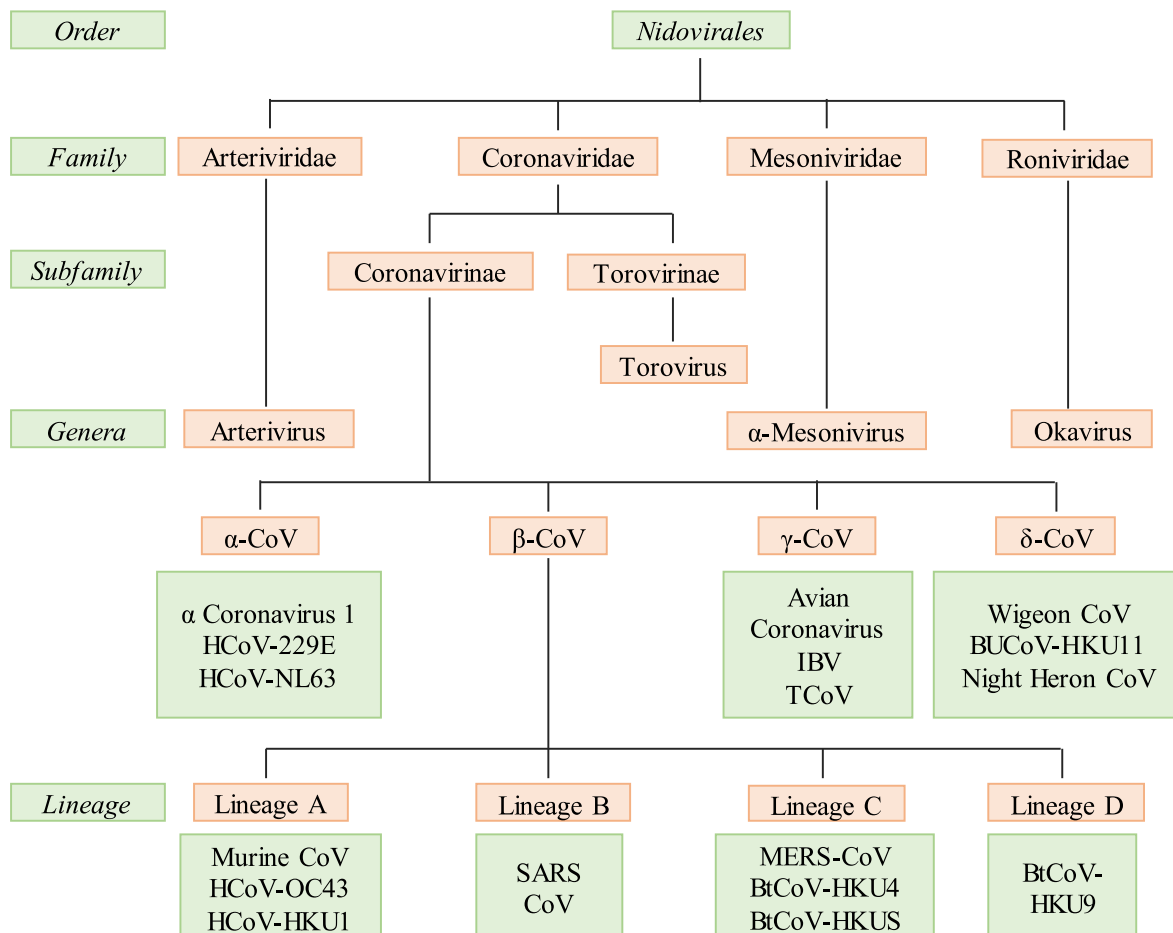 Order
Nidovirales
Family
Arteriviridae
Coronaviridae
Mesoniviridae
Roniviridae
Subfamily
Coronavirinae
Torovirinae
Torovirus
Genera
Arterivirus
α-Mesonivirus
Okavirus
α-CoV
β-CoV
γ-CoV
δ-CoV
α Coronavirus 1
HCoV-229E
HCoV-NL63
Avian
Coronavirus
IBV
TCoV
Wigeon CoV
BUCoV-HKU11
Night Heron CoV
Lineage
Lineage A
Lineage B
Lineage C
Lineage D
Murine CoV
HCoV-OC43
HCoV-HKU1
SARS
CoV
MERS-CoV
BtCoV-HKU4
BtCoV-HKUS
BtCoV-
HKU9